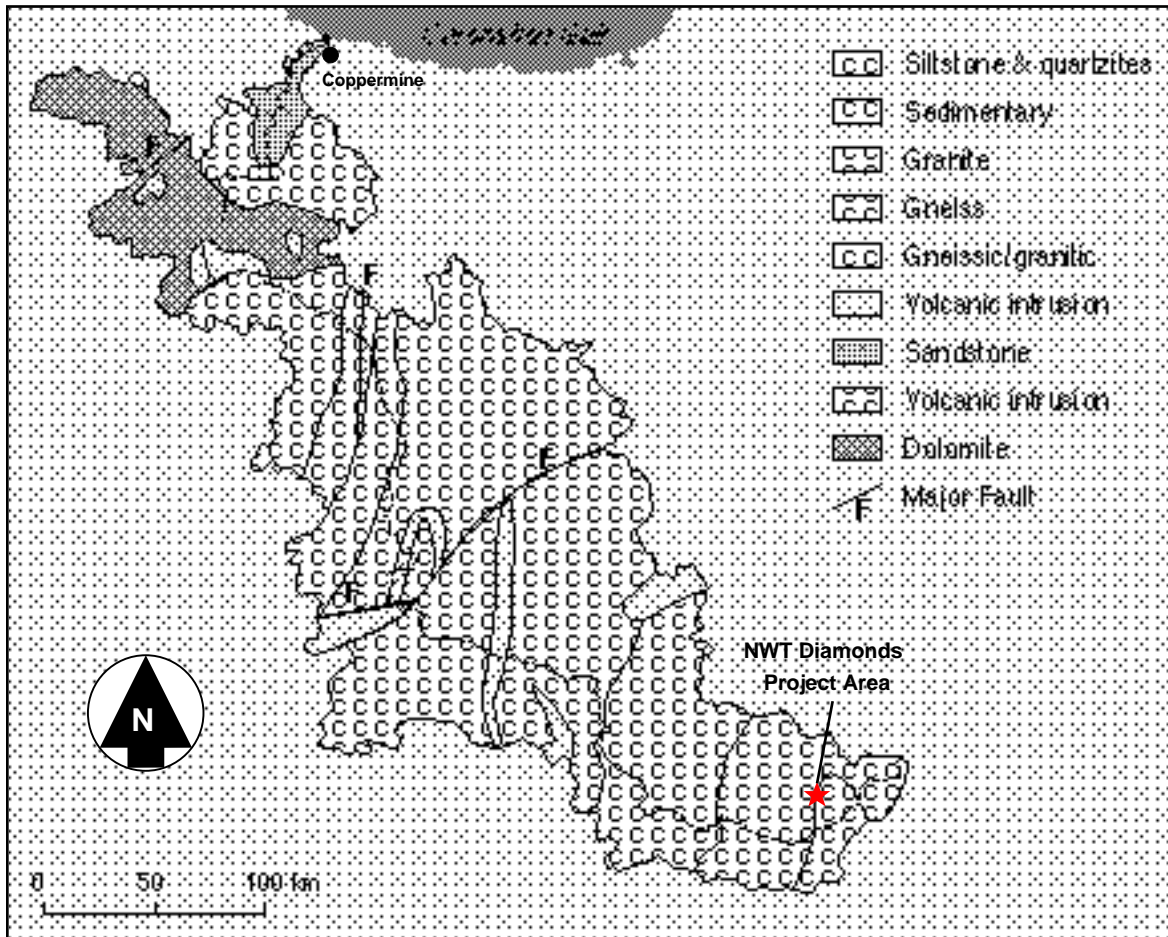 Coppermine
Siltstone & quartzites
Sedimentary
Granite
Gneiss
Gneissic/granitic
Volcanic intrusion
Sandstone
Volcanic intrusion
Dolomite
F
Major Fault
F
F
F
F
NWT Diamonds
Project Area
N
0 50 100 km